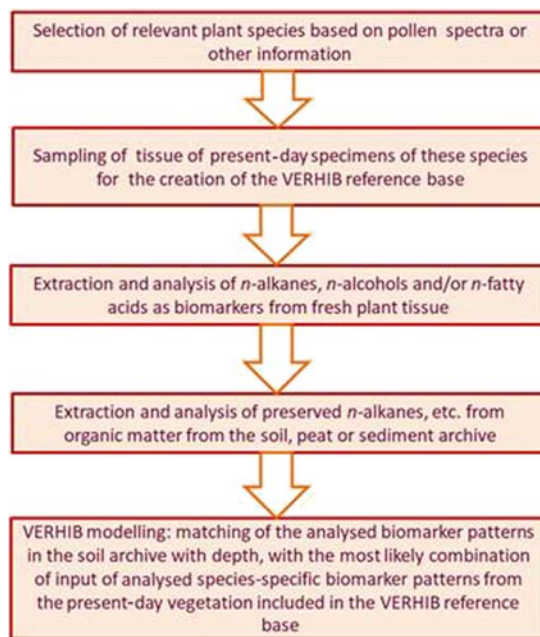 Selection of relevant plant species based on pollen spectra or
other information
Sampling of tissue of present-day specimens of these species
for the creation of the VERHIB reference base
Extraction and analysis of n-alkanes, n-alcohols and/or n-fatty
acids as biomarkers from fresh plant tissue
Extraction and analysis of preserved n-alkanes, etc. from
organic matter from the soil, peat or sediment archive
VERHIB modelling: matching of the analysed biomarker patterns
in the soil archive with depth, with the most likely combination
of input of analysed species-specific biomarker patterns from
the present-day vegetation included in the VERHIB reference
base